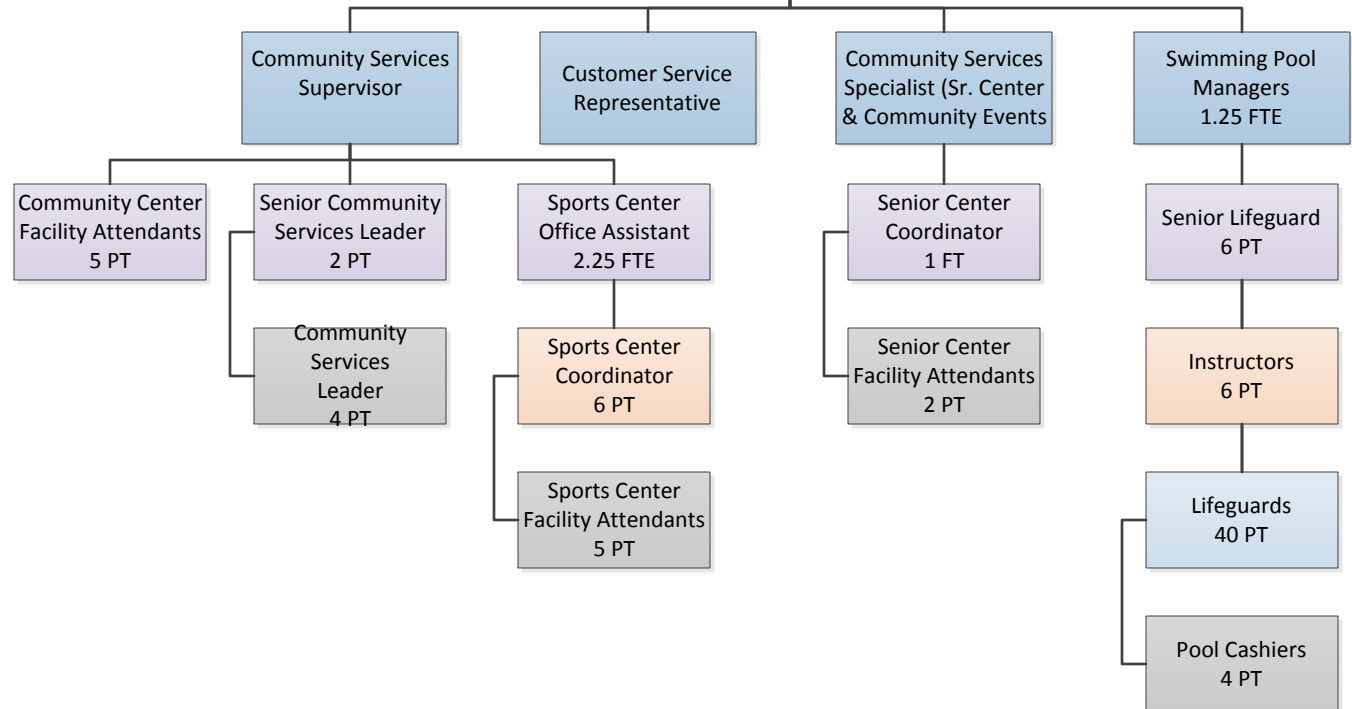 Community Services
Supervisor
Customer Service
Representative
Community Services
Specialist (Sr. Center
& Community Events
Swimming Pool
Managers
1.25 FTE
Community Center
Facility Attendants
5 PT
Senior Community
Services Leader
2 PT
Sports Center
Office Assistant
2.25 FTE
Senior Center
Coordinator
1 FT
Senior Lifeguard
6 PT
Community
Services
Leader
4 PT
Sports Center
Coordinator
6 PT
Senior Center
Facility Attendants
2 PT
Instructors
6 PT
Sports Center
Facility Attendants
5 PT
Lifeguards
40 PT
Pool Cashiers
4 PT